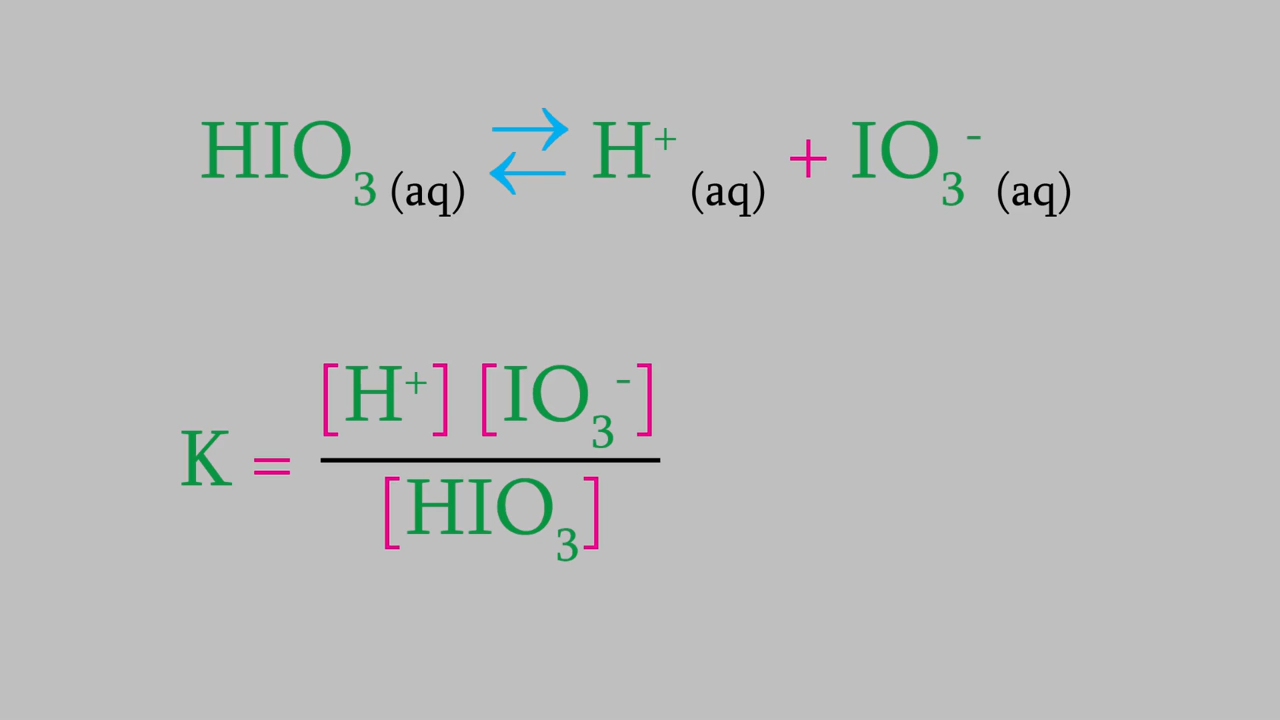 HIO₃ (aq) ⇄ H⁺ (aq) + IO₃⁻ (aq)
[H⁺] [IO₃⁻]
K =
[HIO₃]